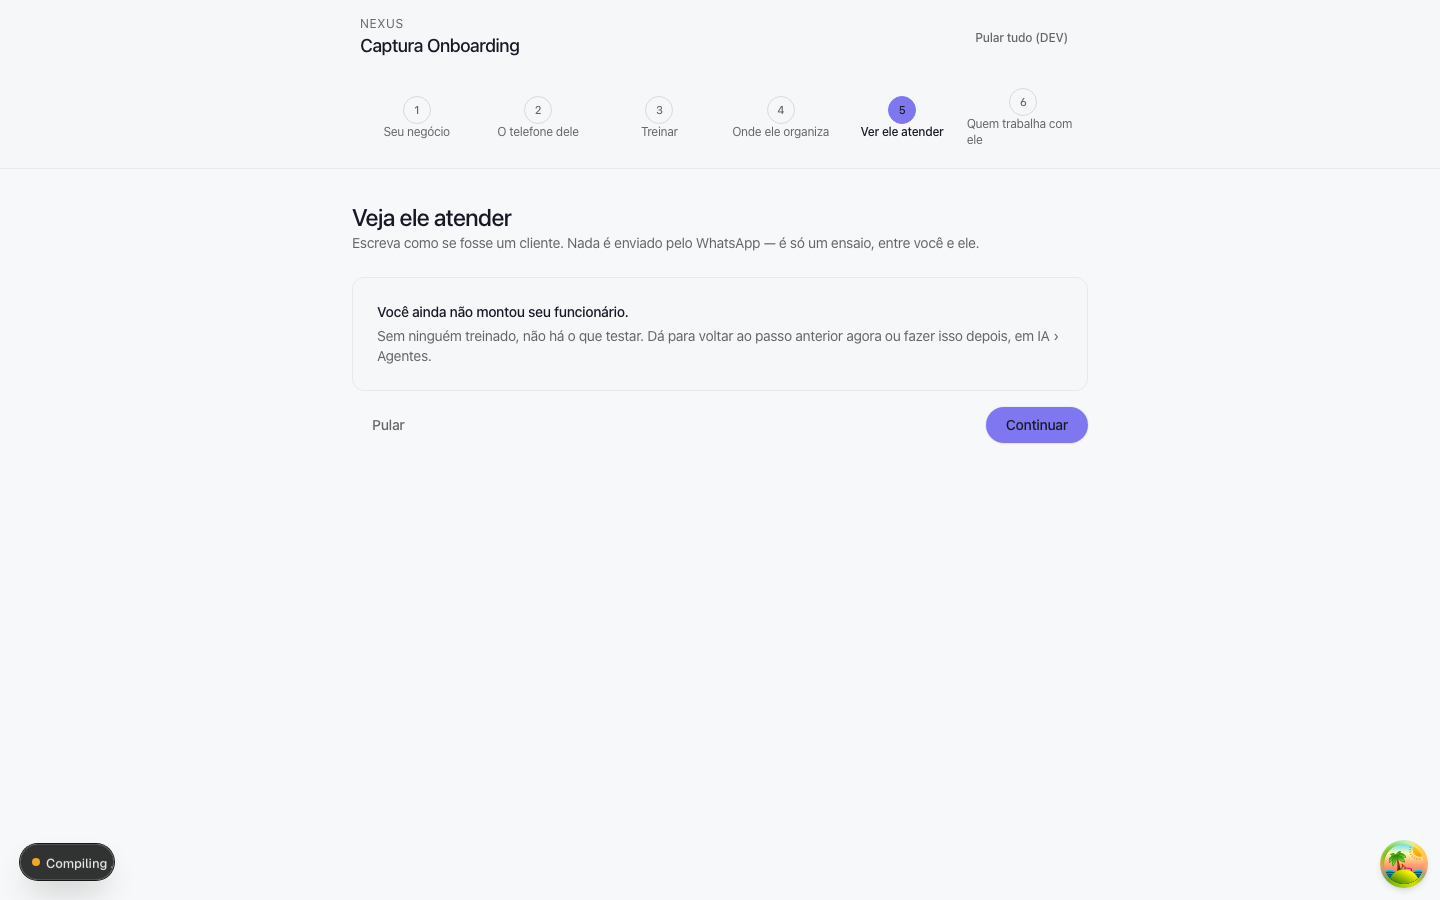 NEXUS
Captura Onboarding
Pular tudo (DEV)
1
Seu negócio
2
O telefone dele
3
Treinar
4
Onde ele organiza
5
Ver ele atender
6
Quem trabalha com
ele
Veja ele atender
Escreva como se fosse um cliente. Nada é enviado pelo WhatsApp — é só um ensaio, entre você e ele.
Você ainda não montou seu funcionário.
Sem ninguém treinado, não há o que testar. Dá para voltar ao passo anterior agora ou fazer isso depois, em IA ›
Agentes.
Pular
Continuar
Compiling